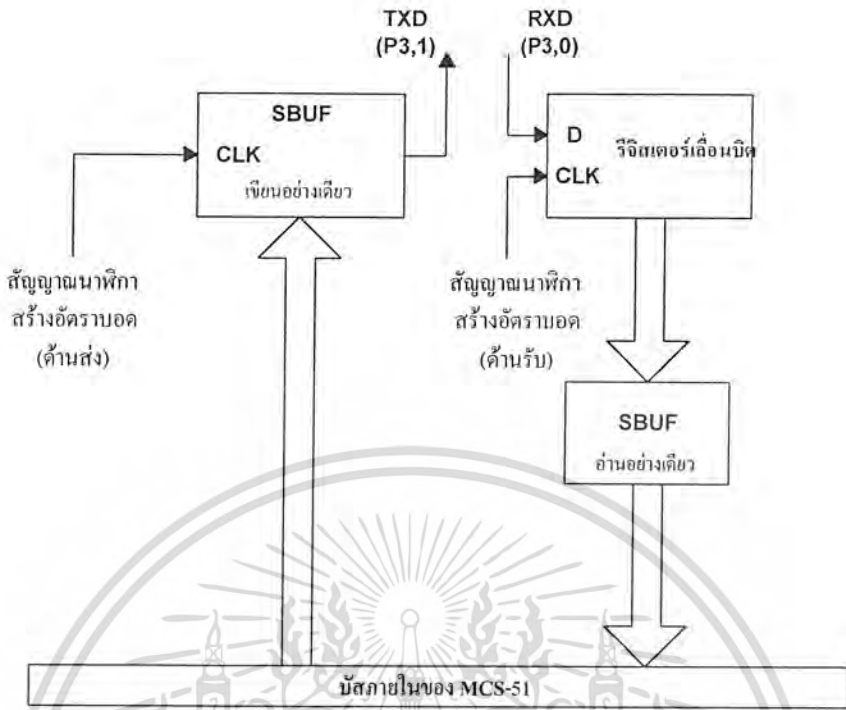 TXD
(P3,1)
RXD
(P3,0)
SBUF
CLK
เขียนอย่างเดียว
D
รีจิสเตอร์เลื่อนบิต
CLK
สัญญาณนาฬิกา
สร้างอัตราบอด
(ด้านส่ง)
สัญญาณนาฬิกา
สร้างอัตราบอด
(ด้านรับ)
SBUF
อ่านอย่างเดียว
บัสภายในของ MCS-51